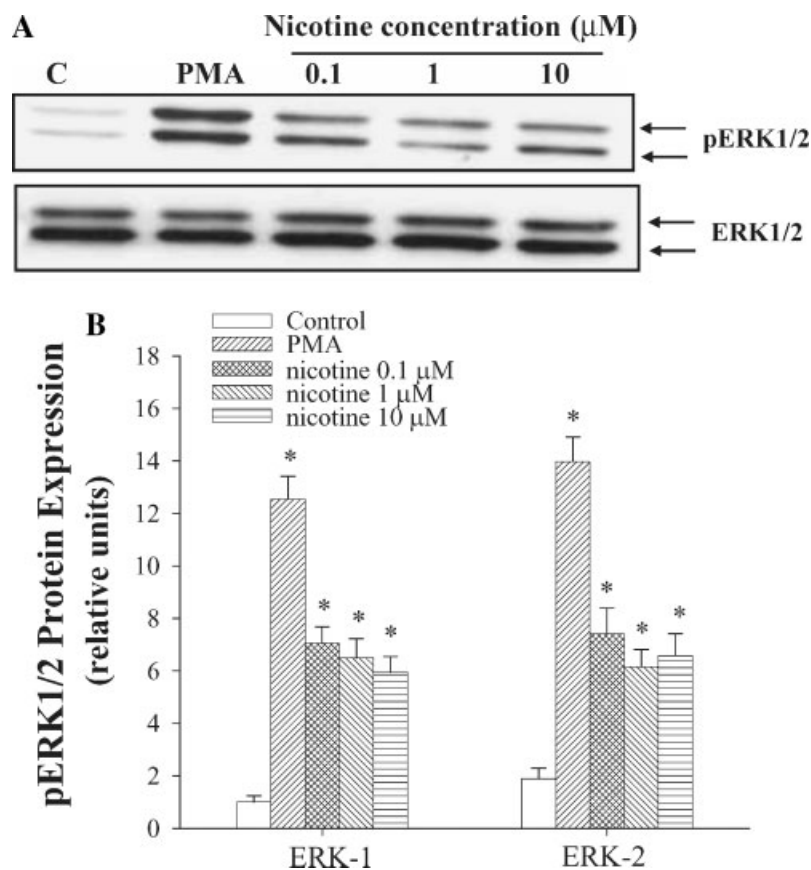 A
Nicotine concentration (μM)
C PMA 0.1 1 10
pERK1/2
ERK1/2
B
Control
PMA
nicotine 0.1 μM
nicotine 1 μM
nicotine 10 μM
pERK1/2 Protein Expression
(relative units)
18
16
14
12
10
8
6
4
2
0
* * * *
* * * *
ERK-1 ERK-2